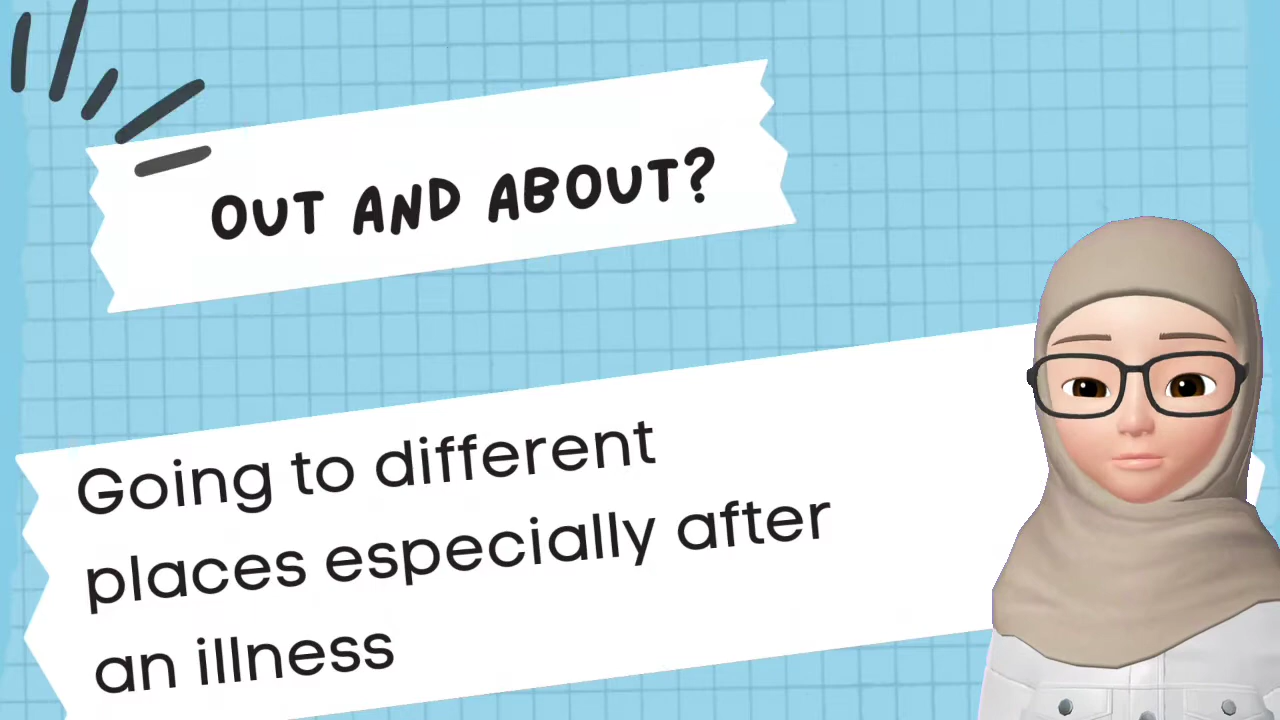 OUT AND ABOUT?
Going to different
places especially after
an illness